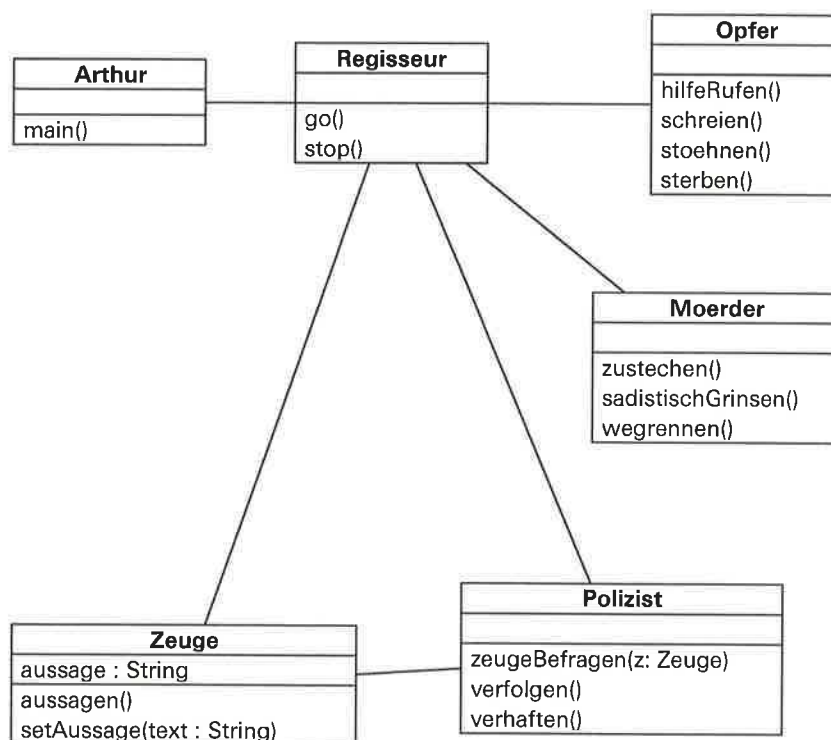 Arthur
main()
Regisseur
go()
stop()
Opfer
hilfeRufen()
schreien()
stoehnen()
sterben()
Moerder
zustechen()
sadistischGrinsen()
wegrennen()
Zeuge
aussage : String
aussagen()
setAussage(text : String)
Polizist
zeugeBefragen(z: Zeuge)
verfolgen()
verhaften()